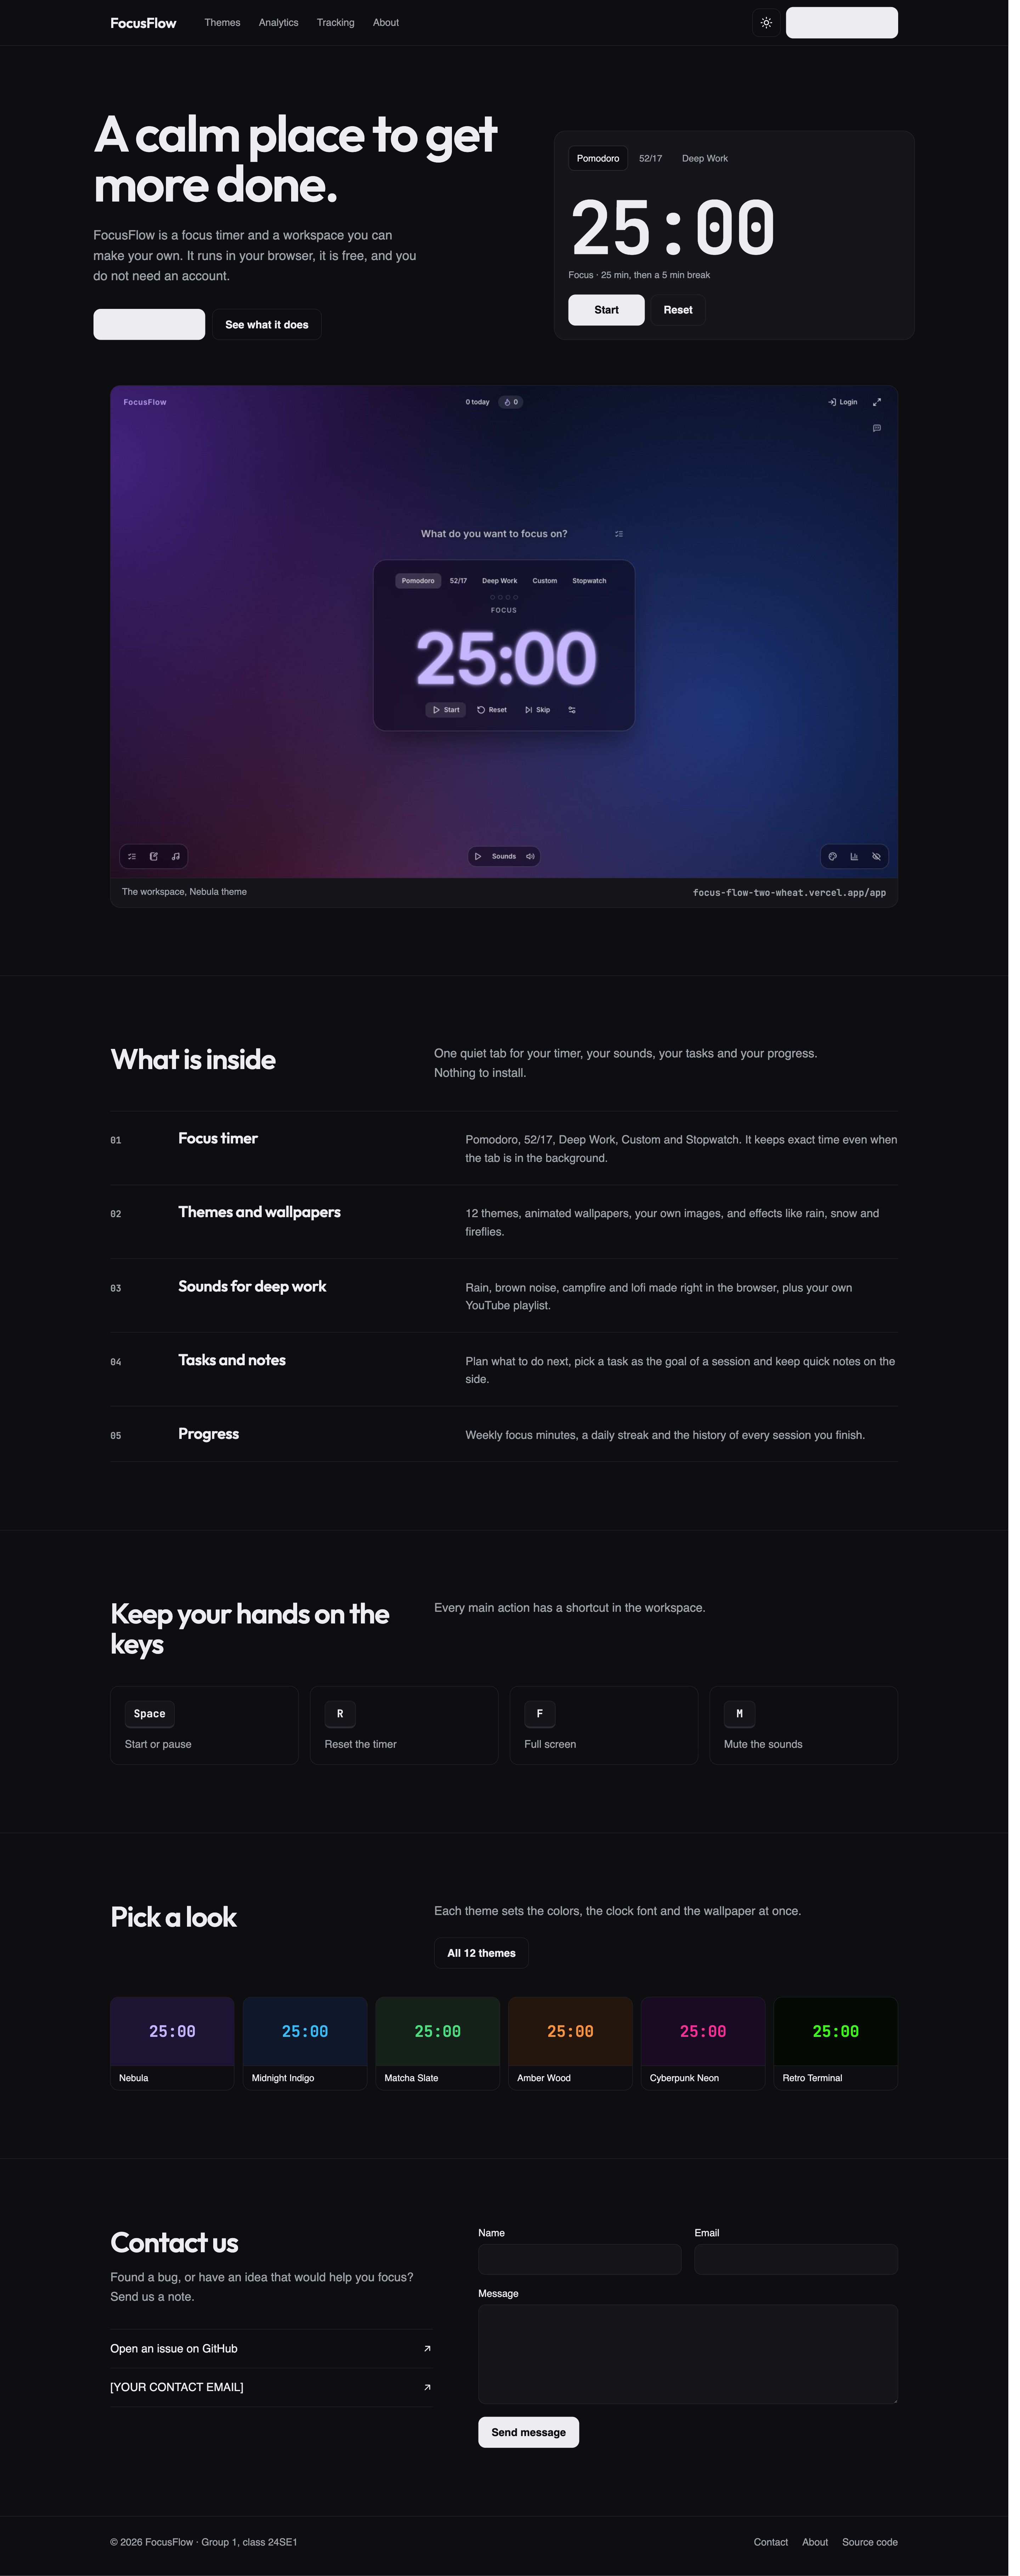 FocusFlow
Themes
Analytics
Tracking
About
A calm place to get
more done.
FocusFlow is a focus timer and a workspace you can
make your own. It runs in your browser, it is free, and you
do not need an account.
See what it does
Pomodoro
52/17
Deep Work
25:00
Focus · 25 min, then a 5 min break
Start
Reset
FocusFlow
0 today
0
Login
What do you want to focus on?
Pomodoro
52/17
Deep Work
Custom
Stopwatch
FOCUS
25:00
Start
Reset
Skip
Sounds
The workspace, Nebula theme
focus-flow-two-wheat.vercel.app/app
What is inside
One quiet tab for your timer, your sounds, your tasks and your progress.
Nothing to install.
01
Focus timer
Pomodoro, 52/17, Deep Work, Custom and Stopwatch. It keeps exact time even when
the tab is in the background.
02
Themes and wallpapers
12 themes, animated wallpapers, your own images, and effects like rain, snow and
fireflies.
03
Sounds for deep work
Rain, brown noise, campfire and lofi made right in the browser, plus your own
YouTube playlist.
04
Tasks and notes
Plan what to do next, pick a task as the goal of a session and keep quick notes on the
side.
05
Progress
Weekly focus minutes, a daily streak and the history of every session you finish.
Keep your hands on the
keys
Every main action has a shortcut in the workspace.
Space
Start or pause
R
Reset the timer
F
Full screen
M
Mute the sounds
Pick a look
Each theme sets the colors, the clock font and the wallpaper at once.
All 12 themes
25:00
Nebula
25:00
Midnight Indigo
25:00
Matcha Slate
25:00
Amber Wood
25:00
Cyberpunk Neon
25:00
Retro Terminal
Contact us
Found a bug, or have an idea that would help you focus?
Send us a note.
Open an issue on GitHub
[YOUR CONTACT EMAIL]
Name
Email
Message
Send message
© 2026 FocusFlow · Group 1, class 24SE1
Contact
About
Source code